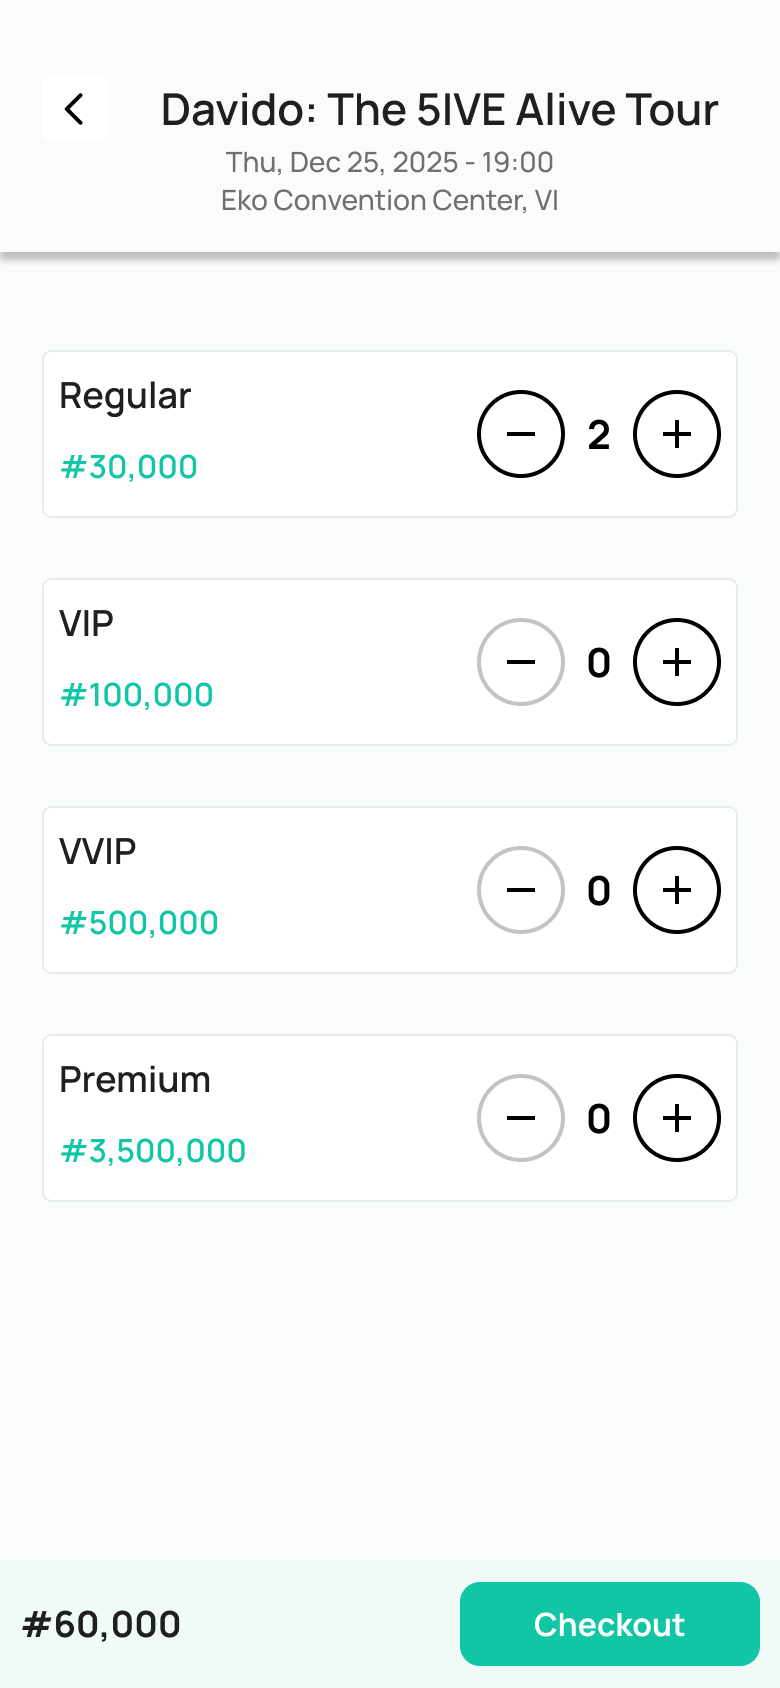 Davido: The 5IVE Alive Tour
Thu, Dec 25, 2025 - 19:00
Eko Convention Center, VI
Regular
#30,000
2
VIP
#100,000
0
VVIP
#500,000
0
Premium
#3,500,000
0
#60,000
Checkout